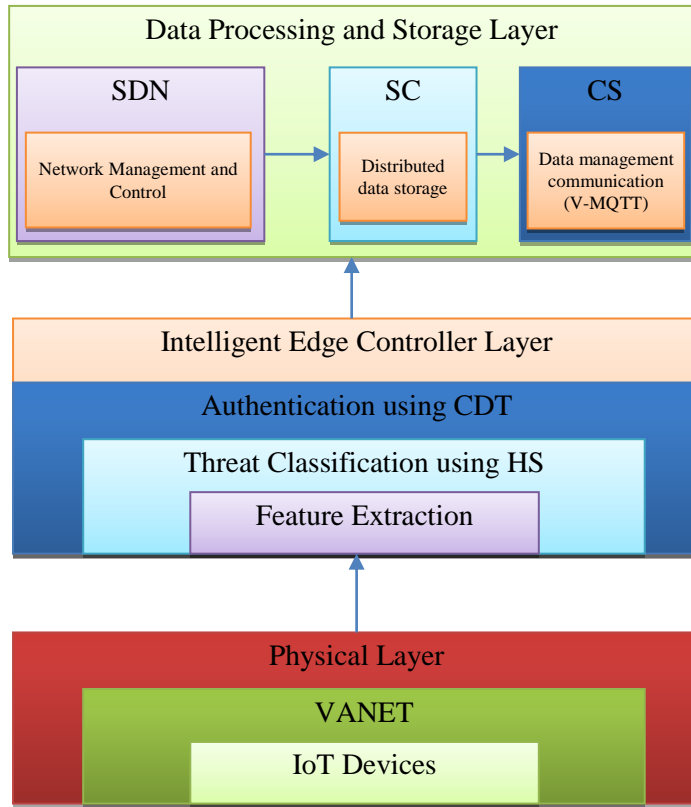 Data Processing and Storage Layer
SDN
Network Management and
Control
SC
Distributed
data storage
CS
Data management
communication
(V-MQTT)
Intelligent Edge Controller Layer
Authentication using CDT
Threat Classification using HS
Feature Extraction
Physical Layer
VANET
IoT Devices